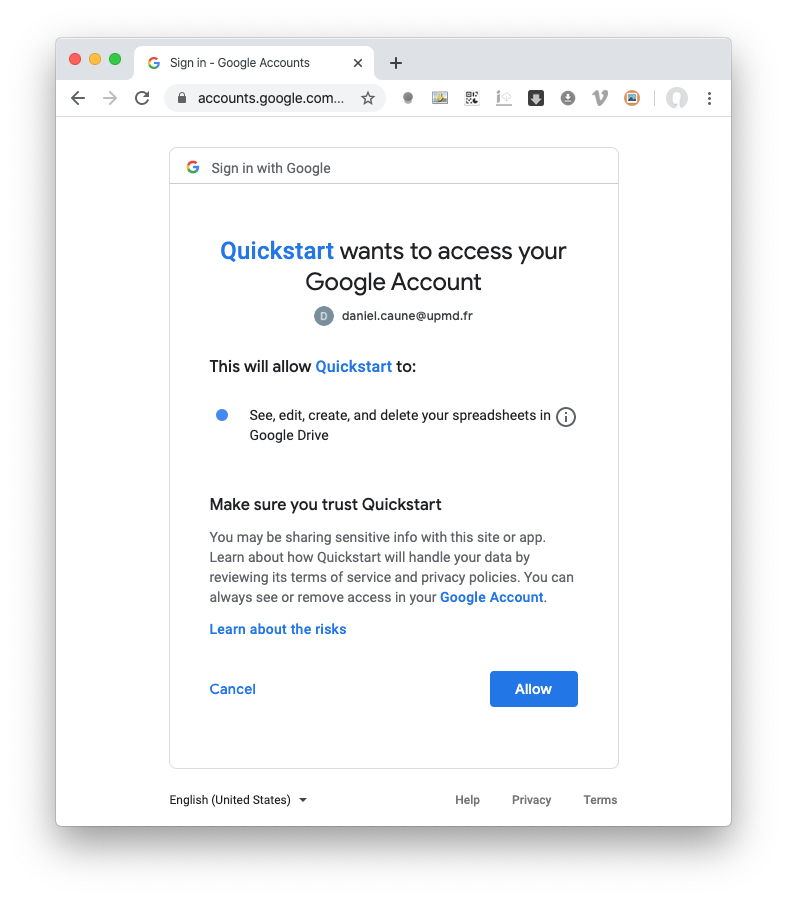 Sign in - Google Accounts
accounts.google.com...
Sign in with Google
Quickstart wants to access your
Google Account
D daniel.caune@upmd.fr
This will allow Quickstart to:
See, edit, create, and delete your spreadsheets in
Google Drive
Make sure you trust Quickstart
You may be sharing sensitive info with this site or app.
Learn about how Quickstart will handle your data by
reviewing its terms of service and privacy policies. You can
always see or remove access in your Google Account.
Learn about the risks
Cancel Allow
English (United States) Help Privacy Terms